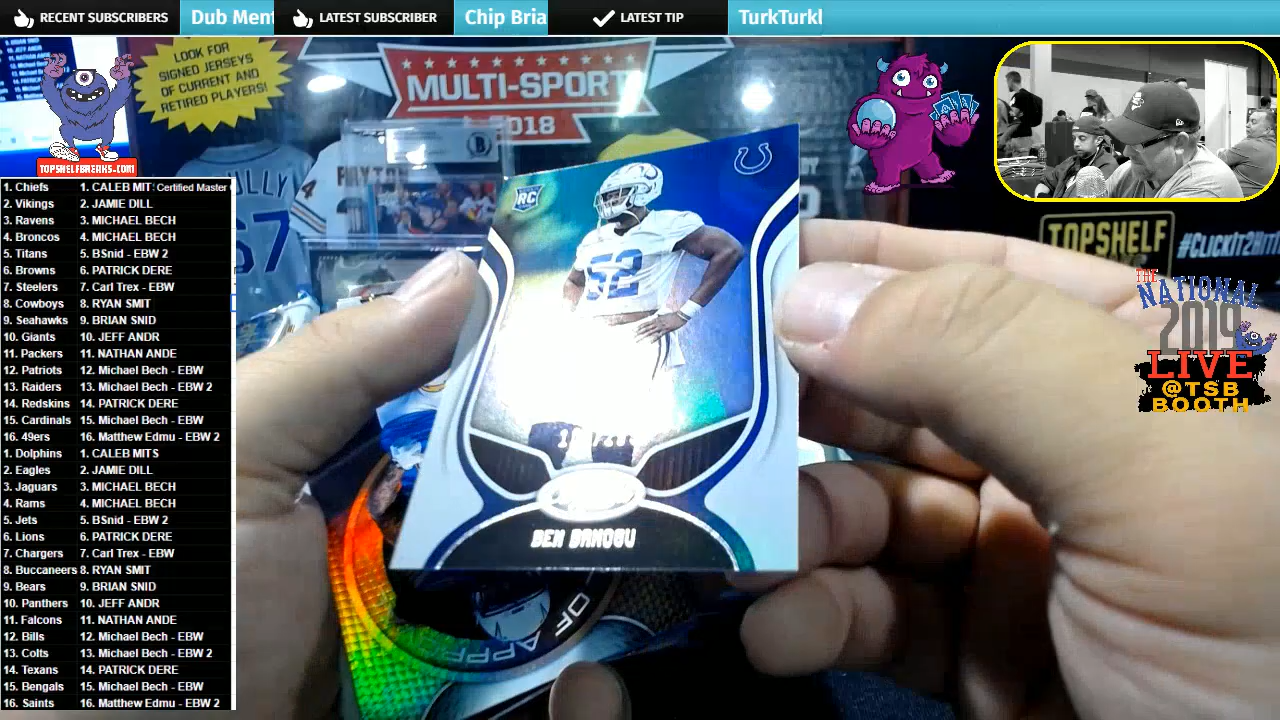 RECENT SUBSCRIBERS
Dub Ment
LATEST SUBSCRIBER
Chip Bria
LATEST TIP
TurkTurkl
LOOK FOR
SIGNED JERSEYS
OF CURRENT AND
RETIRED PLAYERS!
TOPSHELFBREAKS.COM
MULTI-SPORT
2018
1. Chiefs 1. CALEB MIT: Certified Master
2. Vikings 2. JAMIE DILL
3. Ravens 3. MICHAEL BECH
4. Broncos 4. MICHAEL BECH
5. Titans 5. BSnid - EBW 2
6. Browns 6. PATRICK DERE
7. Steelers 7. Carl Trex - EBW
8. Cowboys 8. RYAN SMIT
9. Seahawks 9. BRIAN SNID
10. Giants 10. JEFF ANDR
11. Packers 11. NATHAN ANDE
12. Patriots 12. Michael Bech - EBW
13. Raiders 13. Michael Bech - EBW 2
14. Redskins 14. PATRICK DERE
15. Cardinals 15. Michael Bech - EBW
16. 49ers 16. Matthew Edmu - EBW 2
1. Dolphins 1. CALEB MITS
2. Eagles 2. JAMIE DILL
3. Jaguars 3. MICHAEL BECH
4. Rams 4. MICHAEL BECH
5. Jets 5. BSnid - EBW 2
6. Lions 6. PATRICK DERE
7. Chargers 7. Carl Trex - EBW
8. Buccaneers 8. RYAN SMIT
9. Bears 9. BRIAN SNID
10. Panthers 10. JEFF ANDR
11. Falcons 11. NATHAN ANDE
12. Bills 12. Michael Bech - EBW
13. Colts 13. Michael Bech - EBW 2
14. Texans 14. PATRICK DERE
15. Bengals 15. Michael Bech - EBW
16. Saints 16. Matthew Edmu - EBW 2
RC
52
BEN BANOGU
OF APPR
TOPSHELF
THE
NATIONAL
2019
LIVE
@TSB
BOOTH